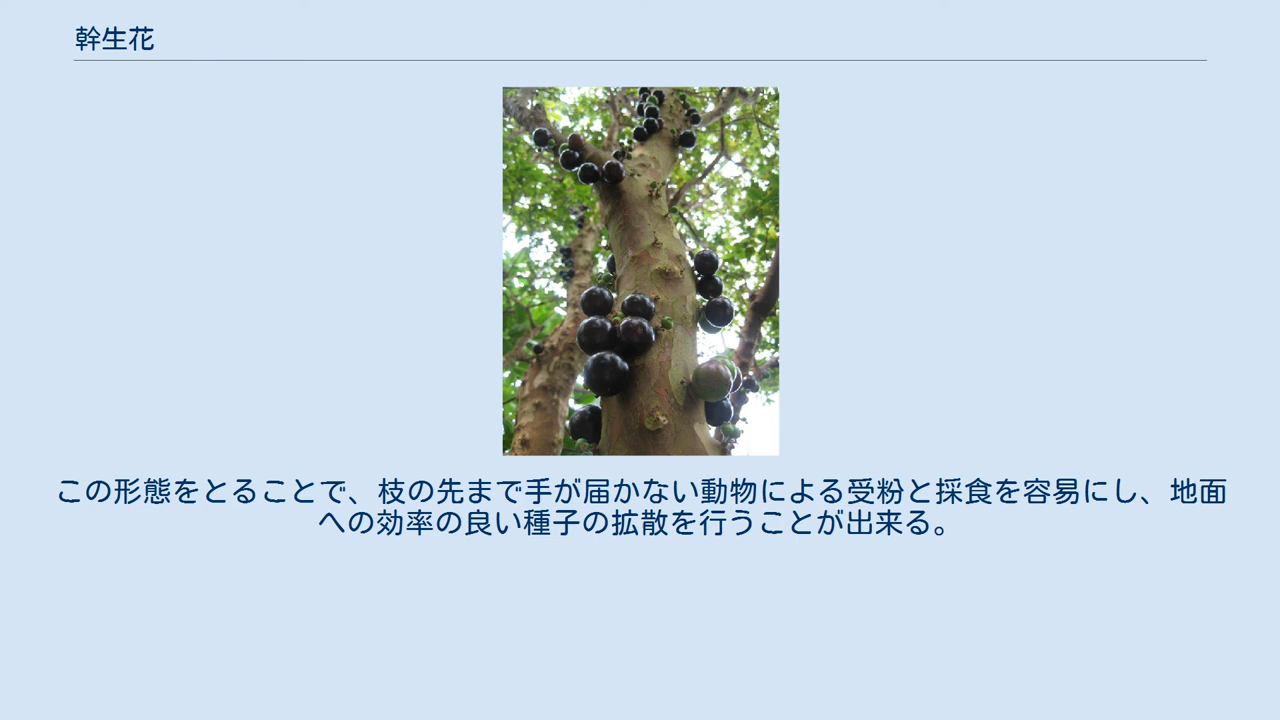 幹生花
この形態をとることで、枝の先まで手が届かない動物による受粉と採食を容易にし、地面
への効率の良い種子の拡散を行うことが出来る。